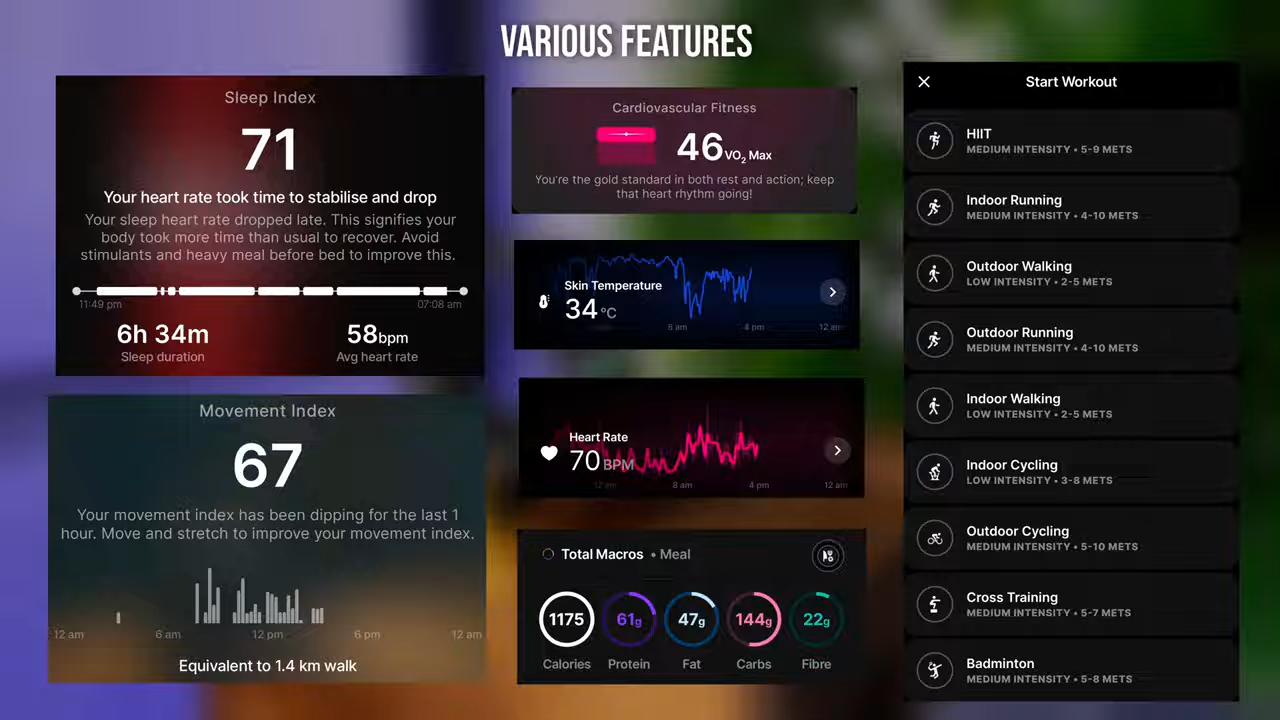 VARIOUS FEATURES
Sleep Index
71
Your heart rate took time to stabilise and drop
Your sleep heart rate dropped late. This signifies your
body took more time than usual to recover. Avoid
stimulants and heavy meal before bed to improve this.
11:49 pm 07:08 am
6h 34m 58bpm
Sleep duration Avg heart rate
Movement Index
67
Your movement index has been dipping for the last 1
hour. Move and stretch to improve your movement index.
12 am 6 am 12 pm 6 pm 12 am
Equivalent to 1.4 km walk
Cardiovascular Fitness
46 VO₂ Max
You're the gold standard in both rest and action; keep
that heart rhythm going!
Skin Temperature
34 °C
8 am 4 pm 12 am
Heart Rate
70 BPM
12 am 8 am 4 pm 12 am
Total Macros • Meal
1175 61g 47g 144g 22g
Calories Protein Fat Carbs Fibre
Start Workout
HIIT
MEDIUM INTENSITY • 5-9 METS
Indoor Running
MEDIUM INTENSITY • 4-10 METS
Outdoor Walking
LOW INTENSITY • 2-5 METS
Outdoor Running
MEDIUM INTENSITY • 4-10 METS
Indoor Walking
LOW INTENSITY • 2-5 METS
Indoor Cycling
LOW INTENSITY • 3-8 METS
Outdoor Cycling
MEDIUM INTENSITY • 5-10 METS
Cross Training
MEDIUM INTENSITY • 5-7 METS
Badminton
MEDIUM INTENSITY • 5-8 METS